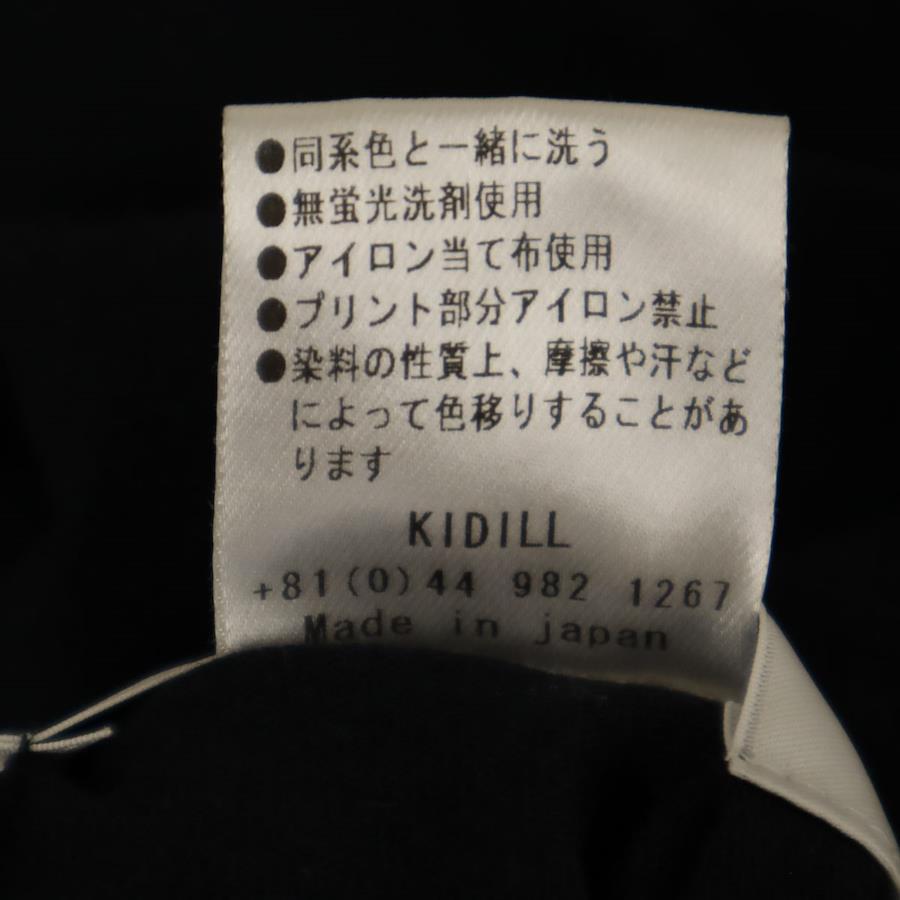 ●同系色と一緒に洗う
●無蛍光洗剤使用
●アイロン当て布使用
●プリント部分アイロン禁止
●染料の性質上、摩擦や汗など
によって色移りすることがあ
ります
KIDILL
+81(0)44 982 1267
Made in japan